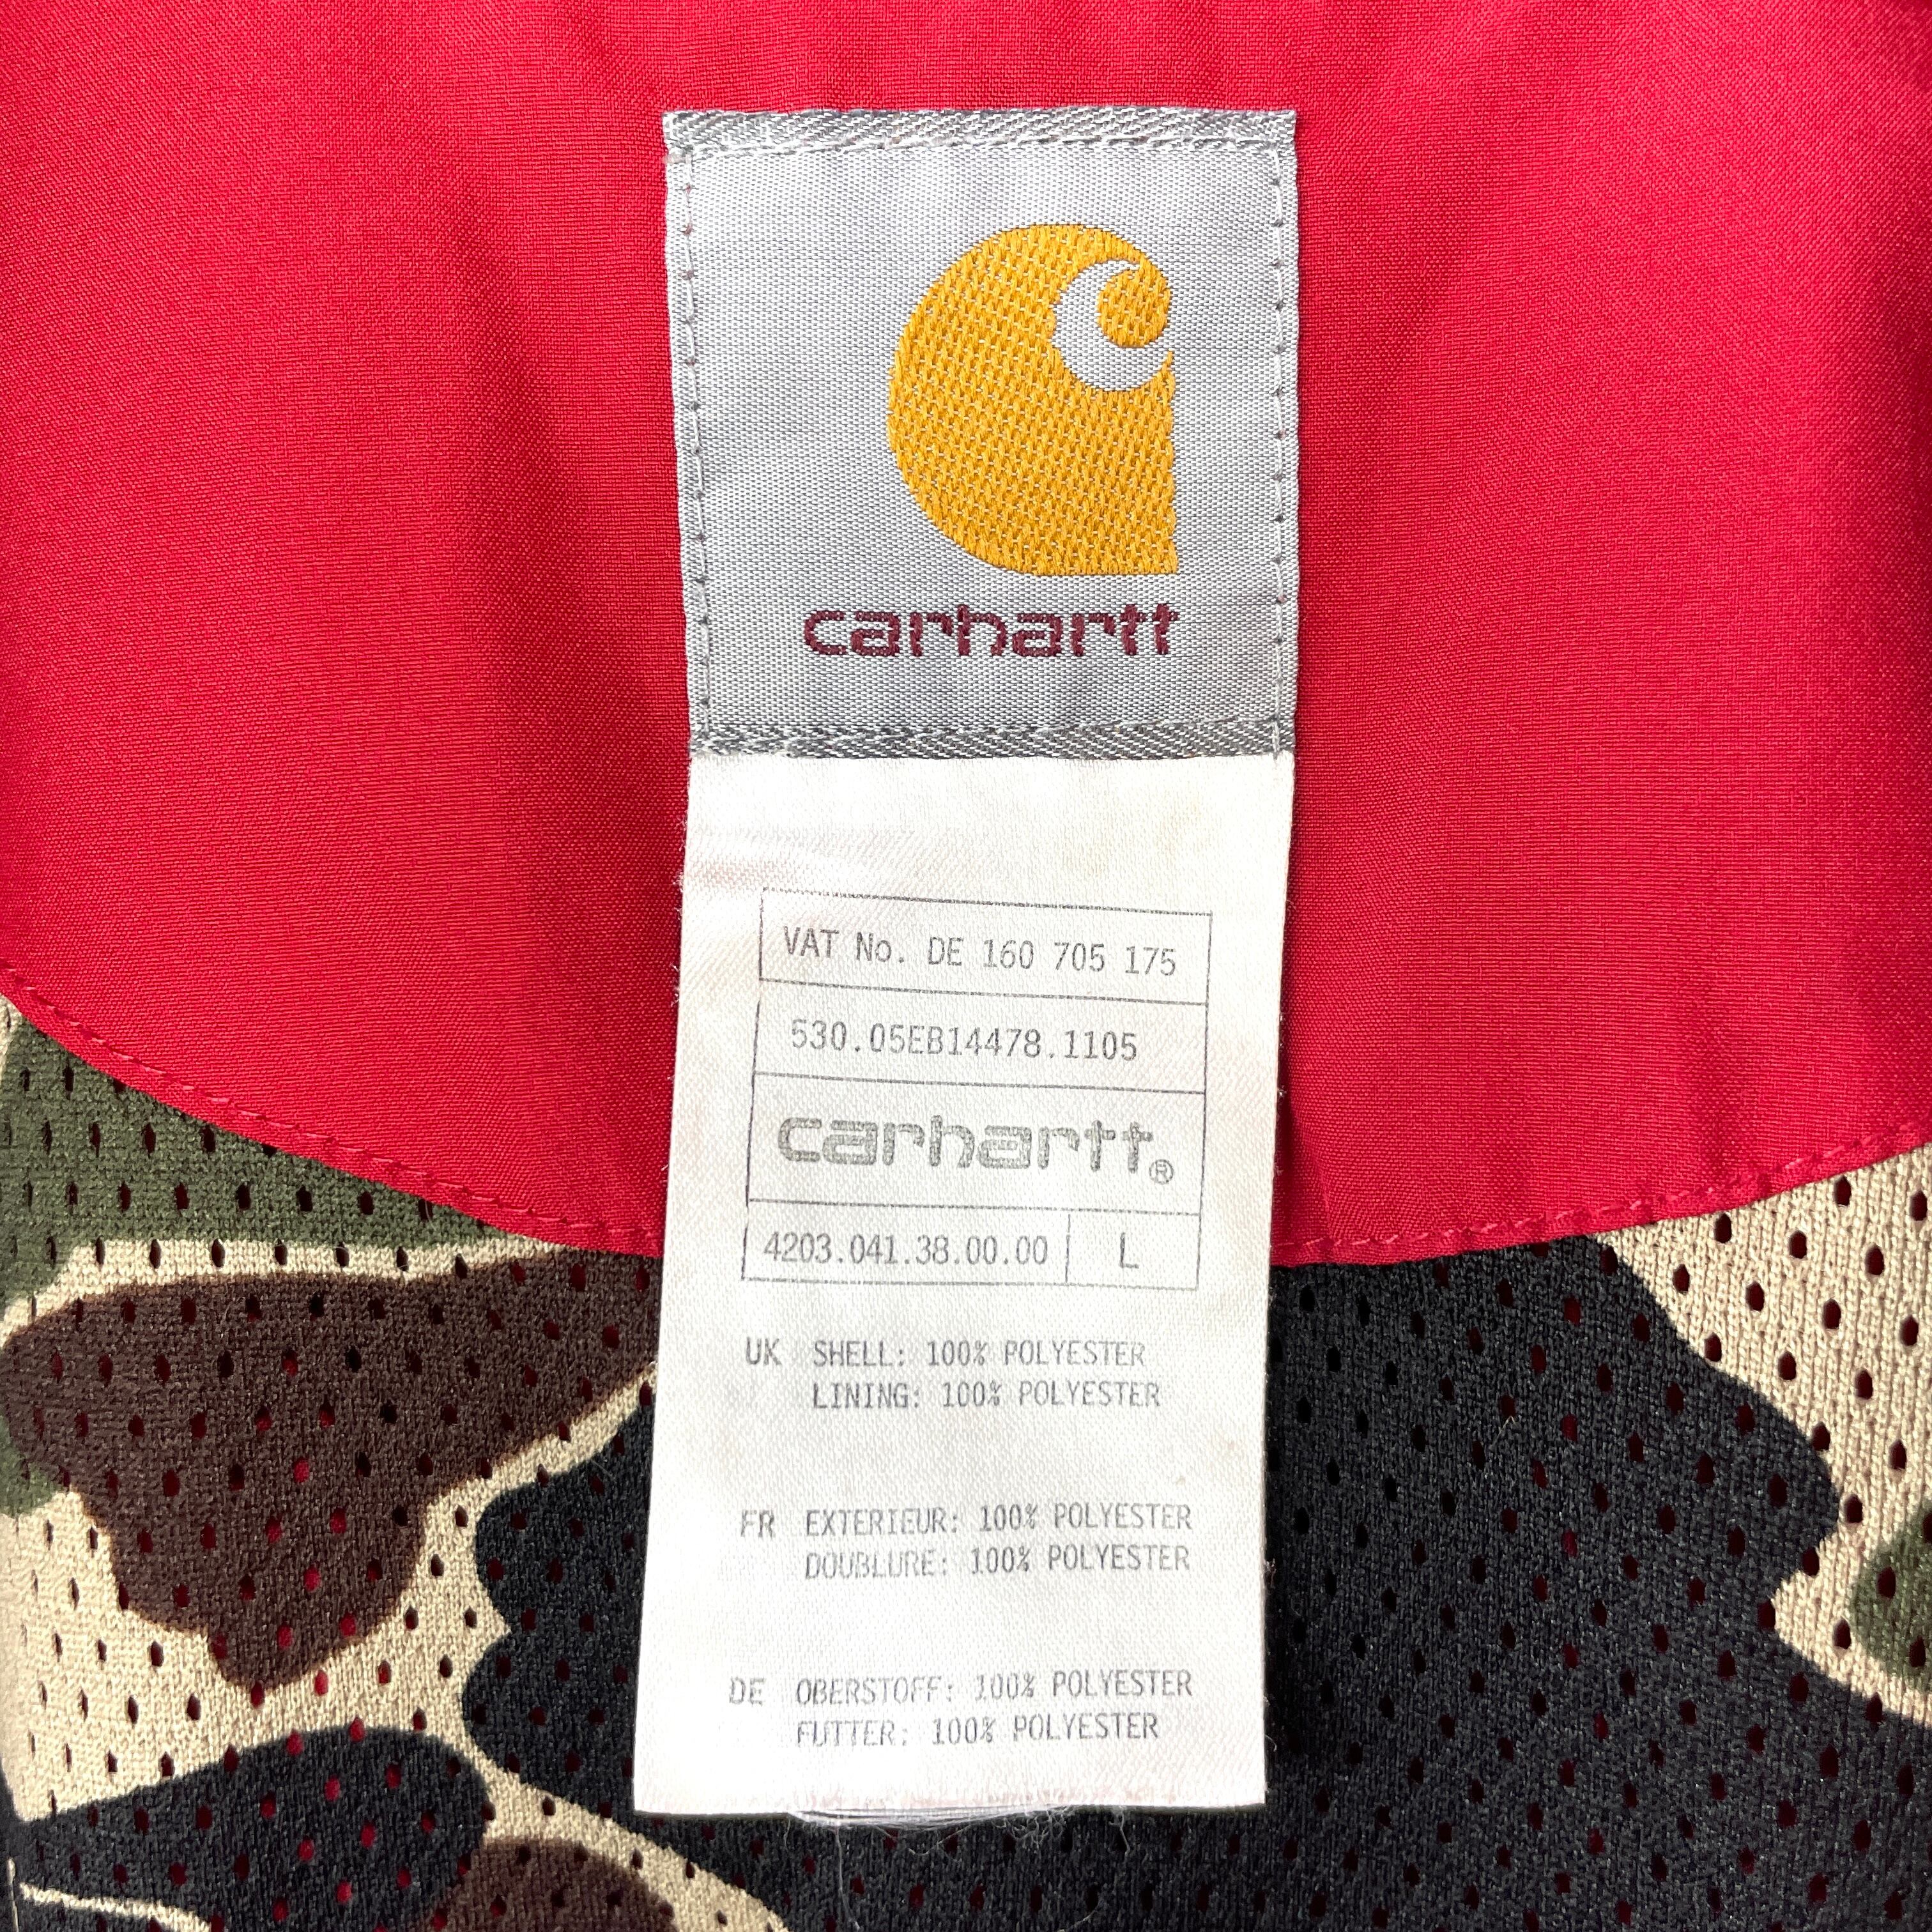 carhartt
VAT No. DE 160 705 175
530.05EB14478.1105
carhartt®
4203.041.38.00.00 L
UK SHELL: 100% POLYESTER
LINING: 100% POLYESTER
FR EXTERIEUR: 100% POLYESTER
DOUBLURE: 100% POLYESTER
DE OBERSTOFF: 100% POLYESTER
FUTTER: 100% POLYESTER